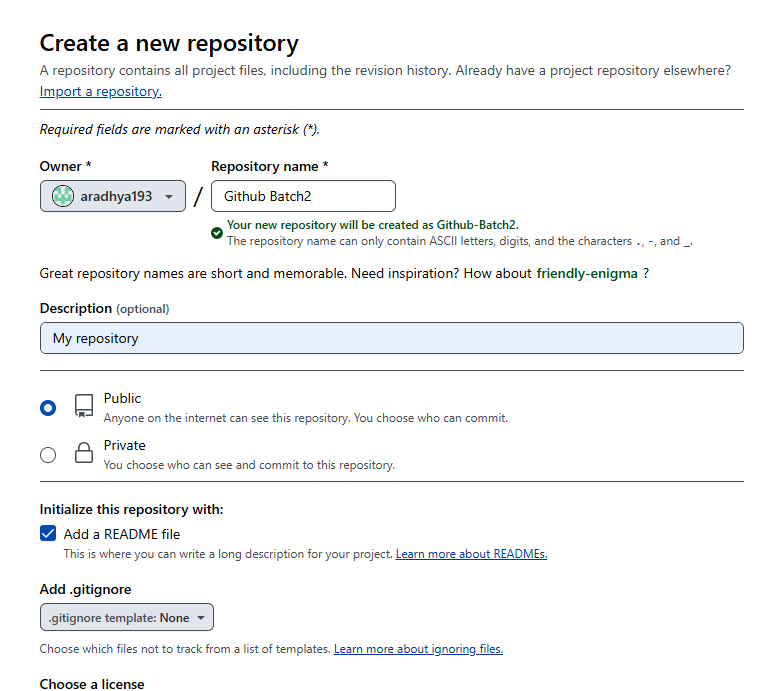 Create a new repository
A repository contains all project files, including the revision history. Already have a project repository elsewhere?
Import a repository.
Required fields are marked with an asterisk (*).
Owner * Repository name *
aradhya193 / Github Batch2
Your new repository will be created as Github-Batch2.
The repository name can only contain ASCII letters, digits, and the characters ., -, and _.
Great repository names are short and memorable. Need inspiration? How about friendly-enigma ?
Description (optional)
My repository
Public
Anyone on the internet can see this repository. You choose who can commit.
Private
You choose who can see and commit to this repository.
Initialize this repository with:
Add a README file
This is where you can write a long description for your project. Learn more about READMEs.
Add .gitignore
.gitignore template: None
Choose which files not to track from a list of templates. Learn more about ignoring files.
Choose a license